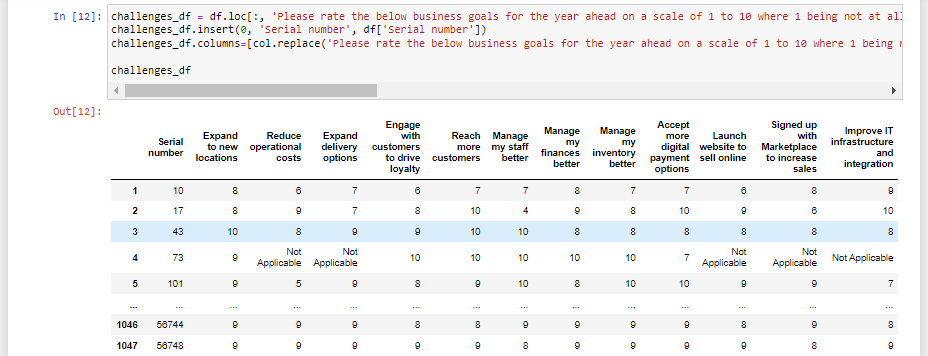 In [12]: challenges_df = df.loc[:, 'Please rate the below business goals for the year ahead on a scale of 1 to 10 where 1 being not at al
challenges_df.insert(0, 'Serial number', df['Serial number'])
challenges_df.columns=[col.replace('Please rate the below business goals for the year ahead on a scale of 1 to 10 where 1 being
challenges_df
Out[12]:
Serial number Expand to new locations Reduce operational costs Expand delivery options Engage with customers to drive loyalty Reach more customers Manage my staff better Manage my finances better Manage my inventory better Accept more digital payment options Launch website to sell online Signed up with Marketplace to increase sales Improve IT infrastructure and integration
1 10 8 6 7 6 7 7 8 7 7 6 8 9
2 17 8 9 7 8 10 4 9 8 10 9 6 10
3 43 10 8 9 9 10 10 8 8 8 8 8 8
4 73 9 Not Applicable Not Applicable 10 10 10 10 10 7 Not Applicable Not Applicable Not Applicable
5 101 9 5 9 8 9 10 8 10 10 9 9 7
... ... ... ... ... ... ... ... ... ... ... ... ... ...
1046 56744 9 9 9 8 8 9 9 9 9 8 9 8
1047 56748 9 9 9 9 9 8 9 9 9 9 8 9